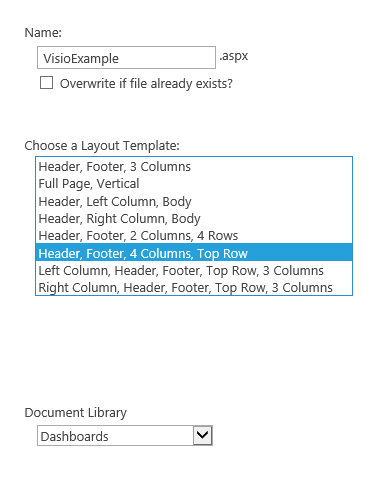 Name:
VisioExample .aspx
Overwrite if file already exists?
Choose a Layout Template:
Header, Footer, 3 Columns
Full Page, Vertical
Header, Left Column, Body
Header, Right Column, Body
Header, Footer, 2 Columns, 4 Rows
Header, Footer, 4 Columns, Top Row
Left Column, Header, Footer, Top Row, 3 Columns
Right Column, Header, Footer, Top Row, 3 Columns
Document Library
Dashboards